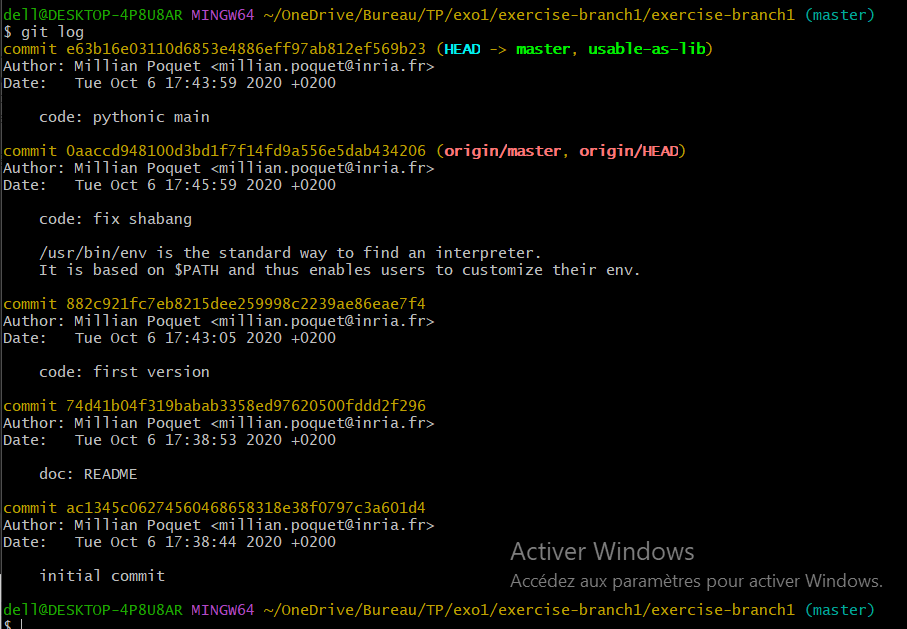 dell@DESKTOP-4P8U8AR MINGW64 ~/OneDrive/Bureau/TP/exo1/exercise-branch1/exercise-branch1 (master)
$ git log
commit e63b16e03110d6853e4886eff97ab812ef569b23 (HEAD -> master, usable-as-lib)
Author: Millian Poquet <millian.poquet@inria.fr>
Date:   Tue Oct 6 17:43:59 2020 +0200

    code: pythonic main

commit 0aaccd948100d3bd1f7f14fd9a556e5dab434206 (origin/master, origin/HEAD)
Author: Millian Poquet <millian.poquet@inria.fr>
Date:   Tue Oct 6 17:45:59 2020 +0200

    code: fix shabang

    /usr/bin/env is the standard way to find an interpreter.
    It is based on $PATH and thus enables users to customize their env.

commit 882c921fc7eb8215dee259998c2239ae86eae7f4
Author: Millian Poquet <millian.poquet@inria.fr>
Date:   Tue Oct 6 17:43:05 2020 +0200

    code: first version

commit 74d41b04f319babab3358ed97620500fddd2f296
Author: Millian Poquet <millian.poquet@inria.fr>
Date:   Tue Oct 6 17:38:53 2020 +0200

    doc: README

commit ac1345c06274560468658318e38f0797c3a601d4
Author: Millian Poquet <millian.poquet@inria.fr>
Date:   Tue Oct 6 17:38:44 2020 +0200

    initial commit

Activer Windows
Accédez aux paramètres pour activer Windows.
dell@DESKTOP-4P8U8AR MINGW64 ~/OneDrive/Bureau/TP/exo1/exercise-branch1/exercise-branch1 (master)
$